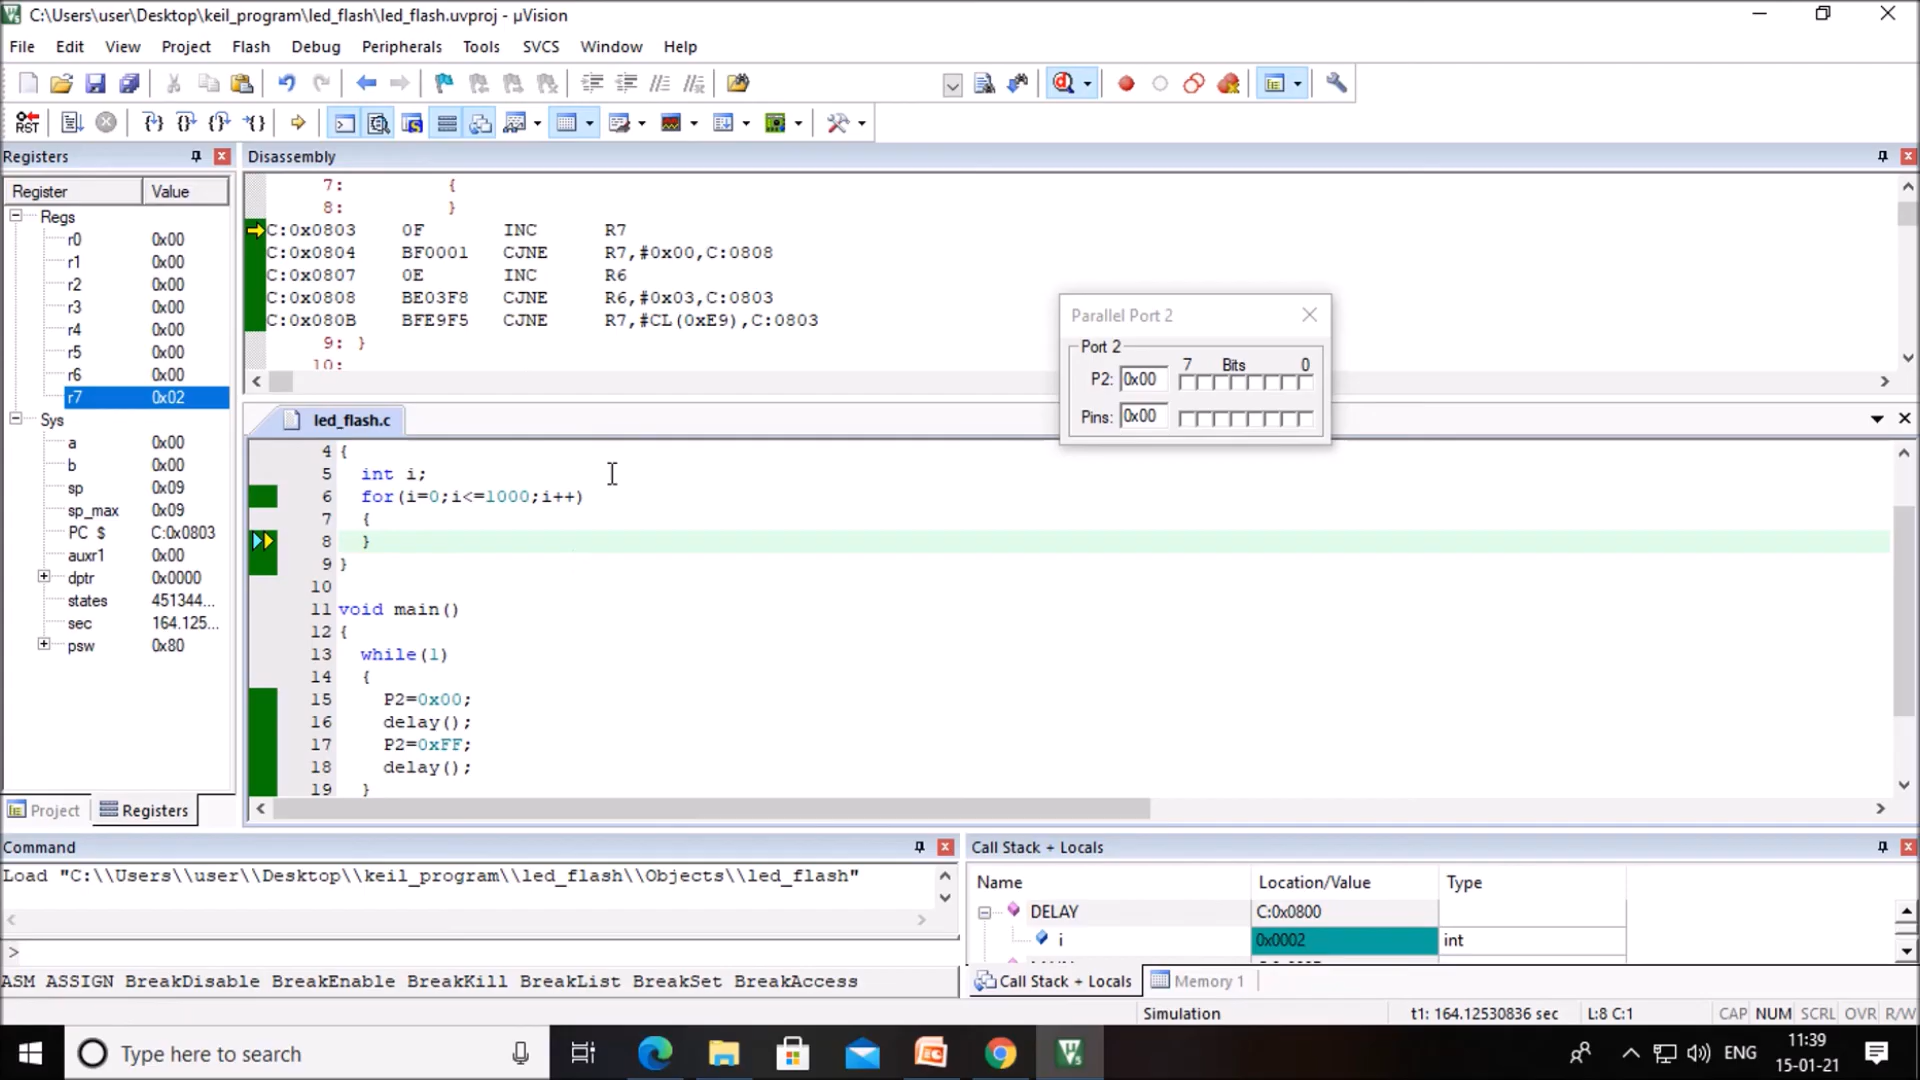 C:\Users\user\Desktop\keil_program\led_flash\led_flash.uvproj - µVision
File Edit View Project Flash Debug Peripherals Tools SVCS Window Help
RST
Registers
Register Value
Regs
r0 0x00
r1 0x00
r2 0x00
r3 0x00
r4 0x00
r5 0x00
r6 0x00
r7 0x02
Sys
a 0x00
b 0x00
sp 0x09
sp_max 0x09
PC $ C:0x0803
auxr1 0x00
dptr 0x0000
states 451344...
sec 164.125...
psw 0x80
Project Registers
Disassembly
7: {
8: }
C:0x0803 0F INC R7
C:0x0804 BF0001 CJNE R7,#0x00,C:0808
C:0x0807 0E INC R6
C:0x0808 BE03F8 CJNE R6,#0x03,C:0803
C:0x080B BFE9F5 CJNE R7,#CL(0xE9),C:0803
9: }
10:
Parallel Port 2
Port 2
7 Bits 0
P2: 0x00
Pins: 0x00
led_flash.c
4 {
5 int i;
6 for(i=0;i<=1000;i++)
7 {
8 }
9 }
10
11 void main()
12 {
13 while(1)
14 {
15 P2=0x00;
16 delay();
17 P2=0xFF;
18 delay();
19 }
Command
Load "C:\\Users\\user\\Desktop\\keil_program\\led_flash\\Objects\\led_flash"
>
ASM ASSIGN BreakDisable BreakEnable BreakKill BreakList BreakSet BreakAccess
Call Stack + Locals
Name Location/Value Type
DELAY C:0x0800
i 0x0002 int
Call Stack + Locals Memory 1
Simulation t1: 164.12530836 sec L:8 C:1 CAP NUM SCRL OVR R/W
Type here to search
ENG
11:39
15-01-21